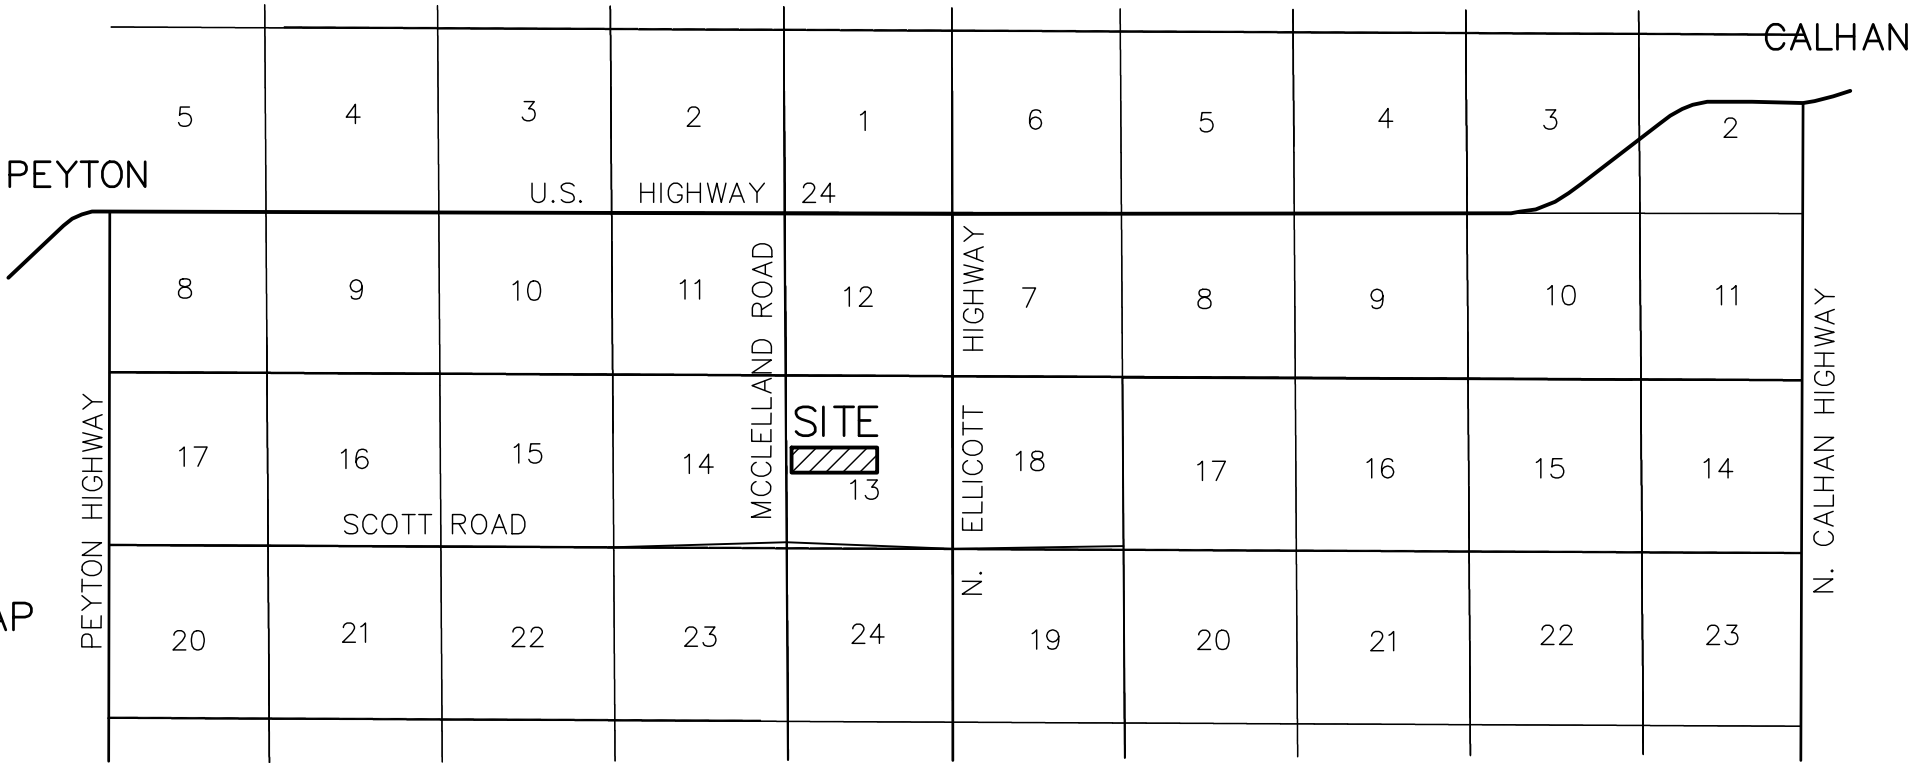 CALHAN
5 4 3 2 1 6 5 4 3 2
PEYTON
U.S. HIGHWAY 24
8 9 10 11 12 7 8 9 10 11
MCCLELLAND ROAD
N. ELLICOTT HIGHWAY
N. CALHAN HIGHWAY
PEYTON HIGHWAY
SITE
17 16 15 14 13 18 17 16 15 14
SCOTT ROAD
AP
20 21 22 23 24 19 20 21 22 23